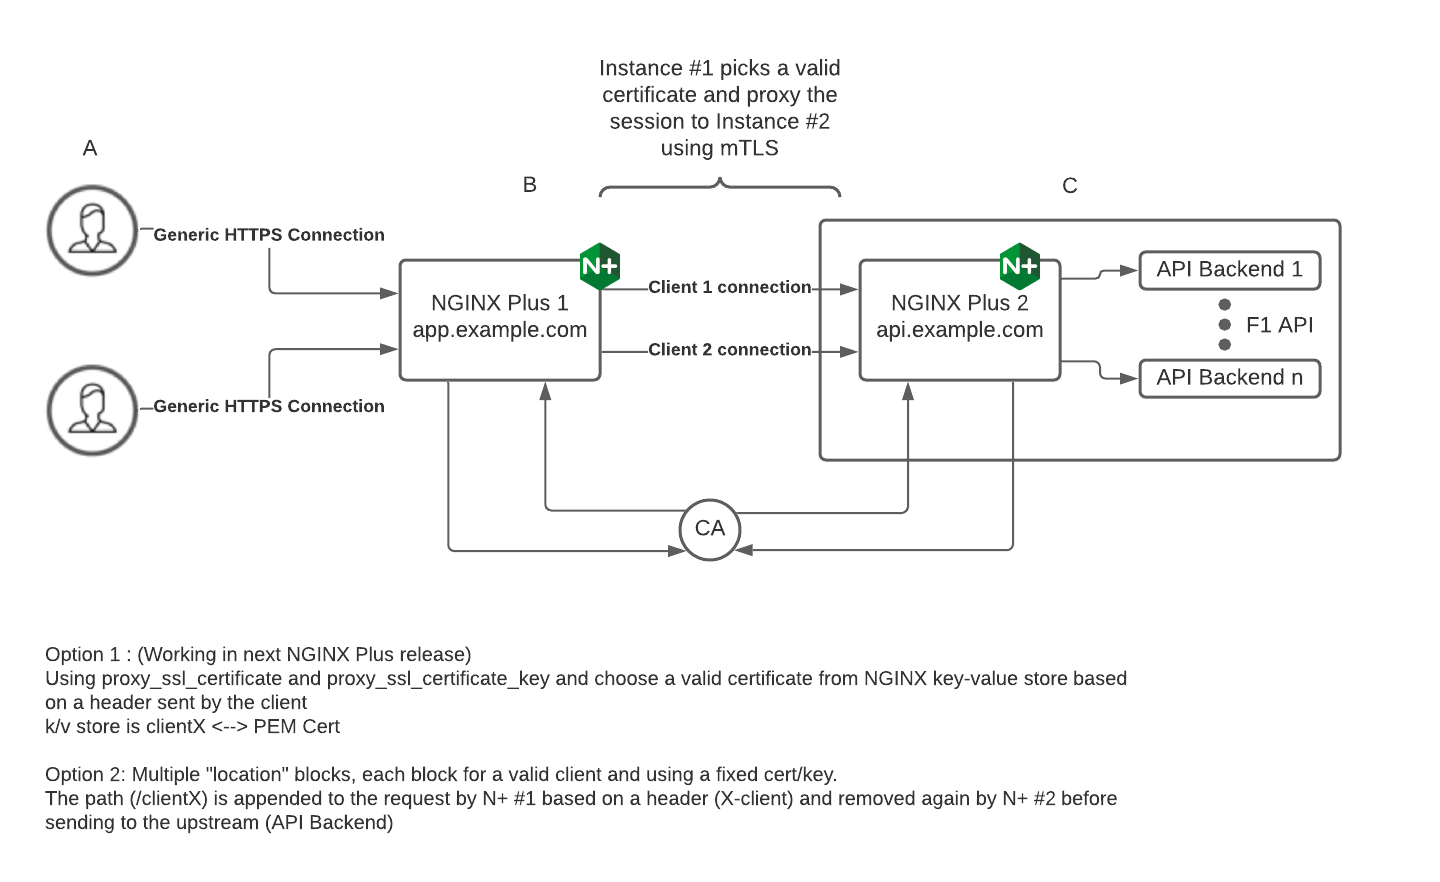 Instance #1 picks a valid
certificate and proxy the
session to Instance #2
using mTLS
A
B
C
Generic HTTPS Connection
N+
N+
API Backend 1
Client 1 connection
NGINX Plus 1
app.example.com
NGINX Plus 2
api.example.com
F1 API
Client 2 connection
API Backend n
Generic HTTPS Connection
CA
Option 1 : (Working in next NGINX Plus release)
Using proxy_ssl_certificate and proxy_ssl_certificate_key and choose a valid certificate from NGINX key-value store based
on a header sent by the client
k/v store is clientX <--> PEM Cert
Option 2: Multiple "location" blocks, each block for a valid client and using a fixed cert/key.
The path (/clientX) is appended to the request by N+ #1 based on a header (X-client) and removed again by N+ #2 before
sending to the upstream (API Backend)